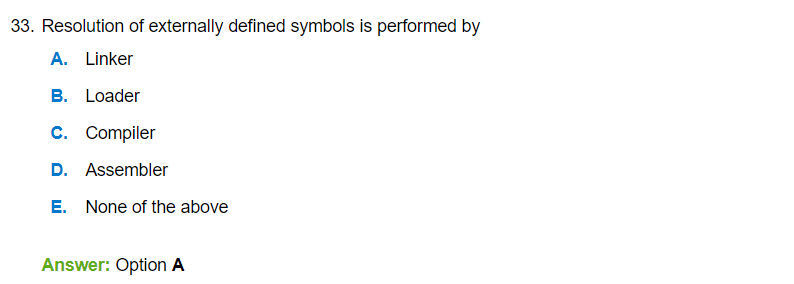 33. Resolution of externally defined symbols is performed by
A. Linker
B. Loader
C. Compiler
D. Assembler
E. None of the above
Answer: Option A